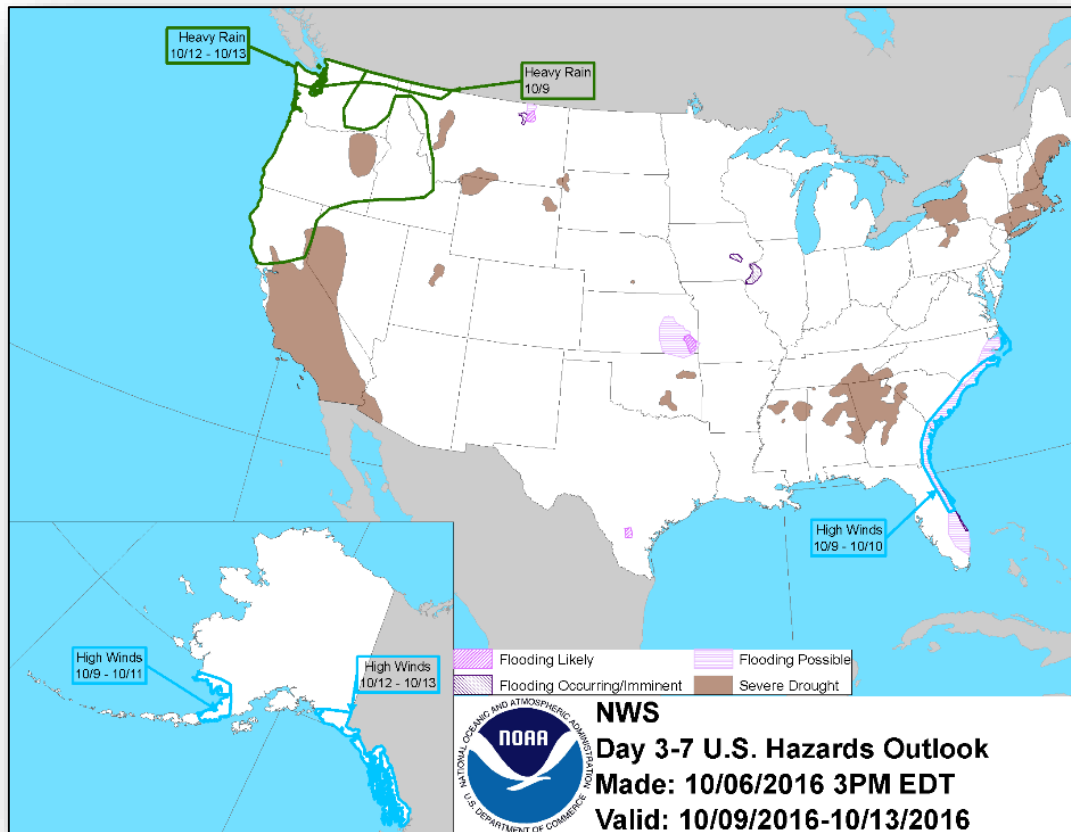 Heavy Rain
10/12 - 10/13
Heavy Rain
10/9
High Winds
10/9 - 10/10
High Winds
10/9 - 10/11
High Winds
10/12 - 10/13
Flooding Likely
Flooding Possible
Flooding Occurring/Imminent
Severe Drought
NATIONAL OCEANIC AND ATMOSPHERIC ADMINISTRATION
NOAA
U.S. DEPARTMENT OF COMMERCE
NWS
Day 3-7 U.S. Hazards Outlook
Made: 10/06/2016 3PM EDT
Valid: 10/09/2016-10/13/2016